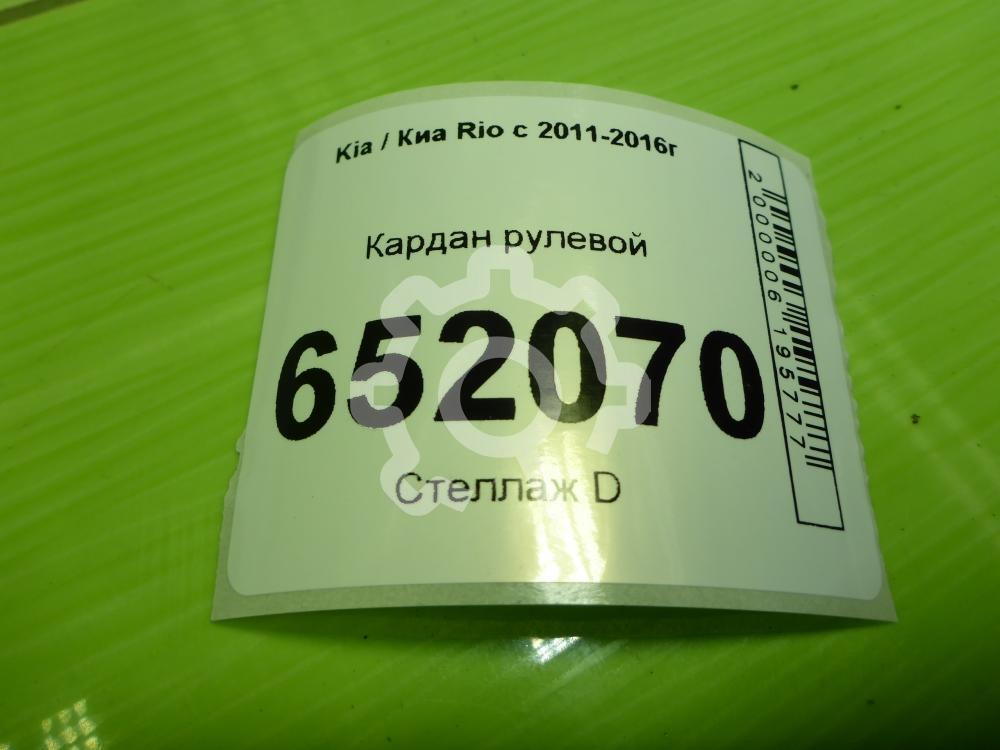 Kia / Киа Rio с 2011-2016г
Кардан рулевой
652070
Стеллаж D
2000006195777